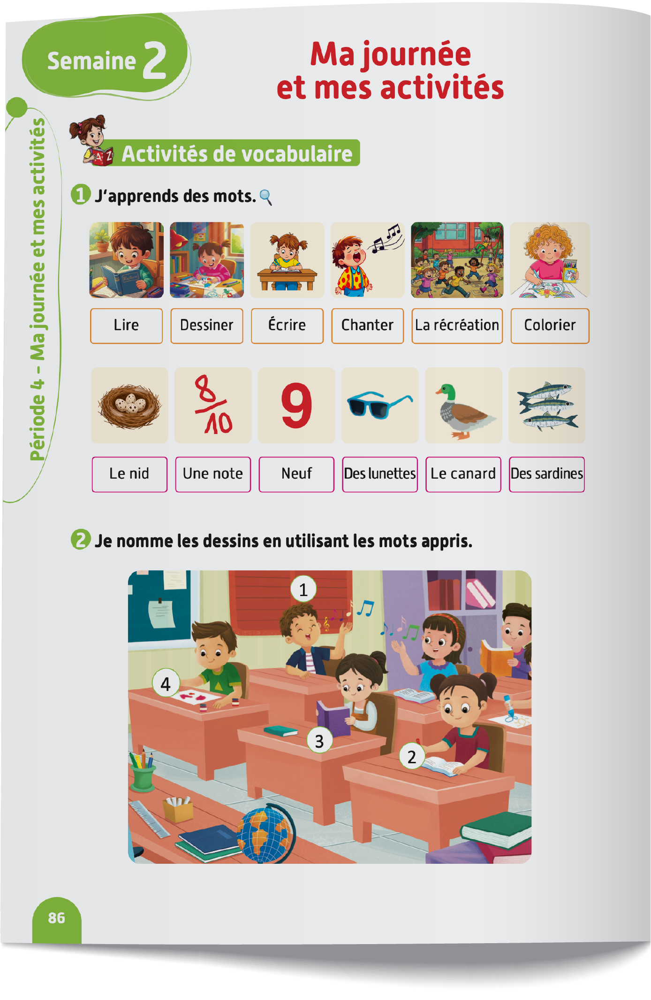 Semaine 2
Ma journée
et mes activités
Période 4 – Ma journée et mes activités
A-Z
Activités de vocabulaire
1 J‘apprends des mots.
Lire
Dessiner
Écrire
Chanter
La récréation
Colorier
8
10
9
Le nid
Une note
Neuf
Des lunettes
Le canard
Des sardines
2 Je nomme les dessins en utilisant les mots appris.
1
4
3
2
86